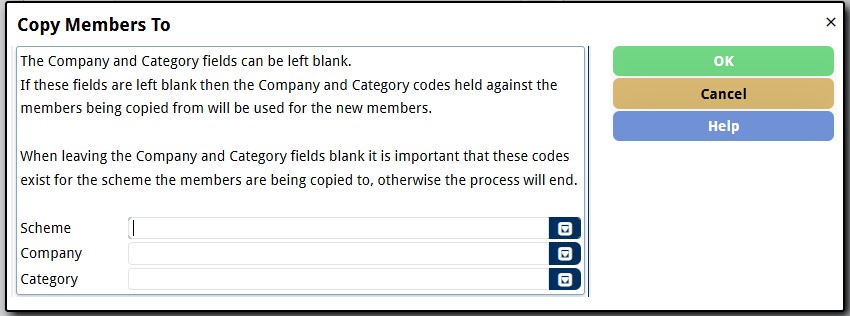 Copy Members To
The Company and Category fields can be left blank.
If these fields are left blank then the Company and Category codes held against the
members being copied from will be used for the new members.
When leaving the Company and Category fields blank it is important that these codes
exist for the scheme the members are being copied to, otherwise the process will end.
Scheme
Company
Category
OK
Cancel
Help